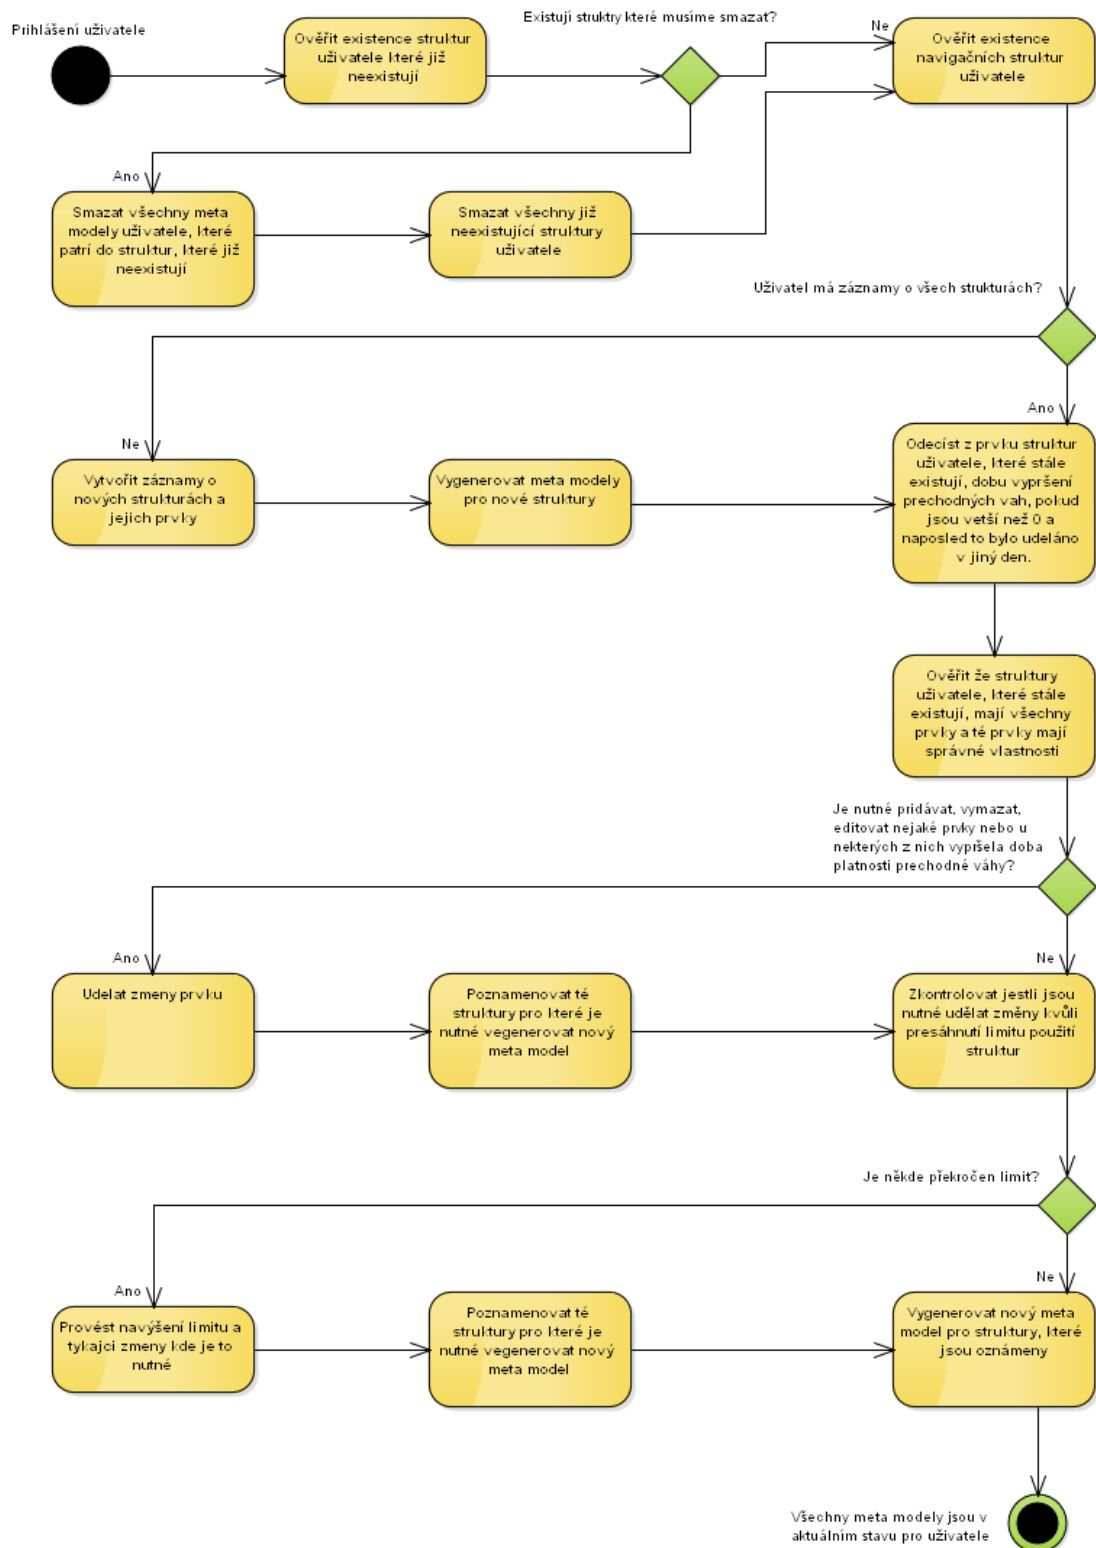 Prihlášení uživatele
Ověřit existence struktur
uživatele které již
neexistují
Existují struktry které musíme smazat?
Ne
Ověřit existence
navigačních struktur
uživatele
Ano
Smazat všechny meta
modely uživatele, které
patrí do struktur, které již
neexistují
Smazat všechny již
neexistující struktury
uživatele
Uživatel má záznamy o všech strukturách?
Ne
Vytvořit záznamy o
nových strukturách a
jejich prvky
Vygenerovat meta modely
pro nové struktury
Ano
Odecíst z prvku struktur
uživatele, které stále
existují, dobu vypršení
prechodných vah, pokud
jsou vetší než 0 a
naposled to bylo udeláno
v jiný den.
Ověřit že struktury
uživatele, které stále
existují, mají všechny
prvky a té prvky mají
správné vlastnosti
Je nutné pridávat, vymazat,
editovat nejaké prvky nebo u
nekterých z nich vypršela doba
platnosti prechodné váhy?
Ano
Udelat zmeny prvku
Poznamenovat té
struktury pro které je
nutné vegenerovat nový
meta model
Ne
Zkontrolovat jestli jsou
nutné udělat změny kvůli
presáhnutí limitu použití
struktur
Je někde překročen limit?
Ano
Provést navýšení limitu a
tykajci zmeny kde je to
nutné
Poznamenovat té
struktury pro které je
nutné vegenerovat nový
meta model
Ne
Vygenerovat nový meta
model pro struktury, které
jsou oznámeny
Všechny meta modely jsou v
aktuálním stavu pro uživatele